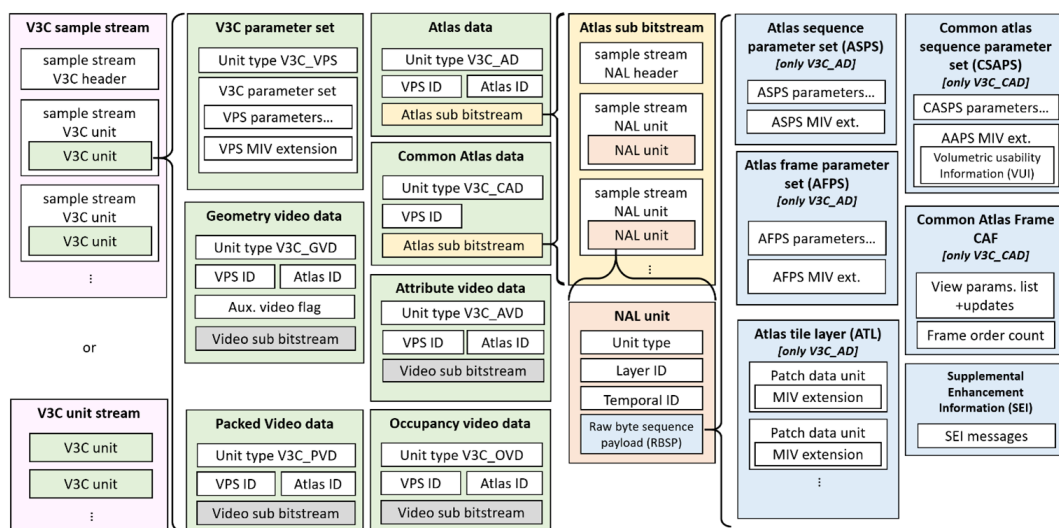 V3C sample stream
sample stream
V3C header
sample stream
V3C unit
V3C unit
sample stream
V3C unit
V3C unit
⋮
or
V3C unit stream
V3C unit
V3C unit
⋮
V3C parameter set
Unit type V3C_VPS
V3C parameter set
VPS parameters...
VPS MIV extension
Geometry video data
Unit type V3C_GVD
VPS ID
Atlas ID
Aux. video flag
Video sub bitstream
Packed Video data
Unit type V3C_PVD
VPS ID
Atlas ID
Video sub bitstream
Atlas data
Unit type V3C_AD
VPS ID
Atlas ID
Atlas sub bitstream
Common Atlas data
Unit type V3C_CAD
VPS ID
Atlas sub bitstream
Attribute video data
Unit type V3C_AVD
VPS ID
Atlas ID
Video sub bitstream
Occupancy video data
Unit type V3C_OVD
VPS ID
Atlas ID
Video sub bitstream
Atlas sub bitstream
sample stream
NAL header
sample stream
NAL unit
NAL unit
sample stream
NAL unit
NAL unit
⋮
NAL unit
Unit type
Layer ID
Temporal ID
Raw byte sequence
payload (RBSP)
Atlas sequence
parameter set (ASPS)
[only V3C_AD]
ASPS parameters...
ASPS MIV ext.
Atlas frame parameter
set (AFPS)
[only V3C_AD]
AFPS parameters...
AFPS MIV ext.
Atlas tile layer (ATL)
[only V3C_AD]
Patch data unit
MIV extension
Patch data unit
MIV extension
⋮
Common atlas
sequence parameter
set (CSAPS)
[only V3C_CAD]
CASPS parameters...
AAPS MIV ext.
Volumetric usability
Information (VUI)
Common Atlas Frame
CAF
[only V3C_CAD]
View params. list
+updates
Frame order count
Supplemental
Enhancement
Information (SEI)
SEI messages